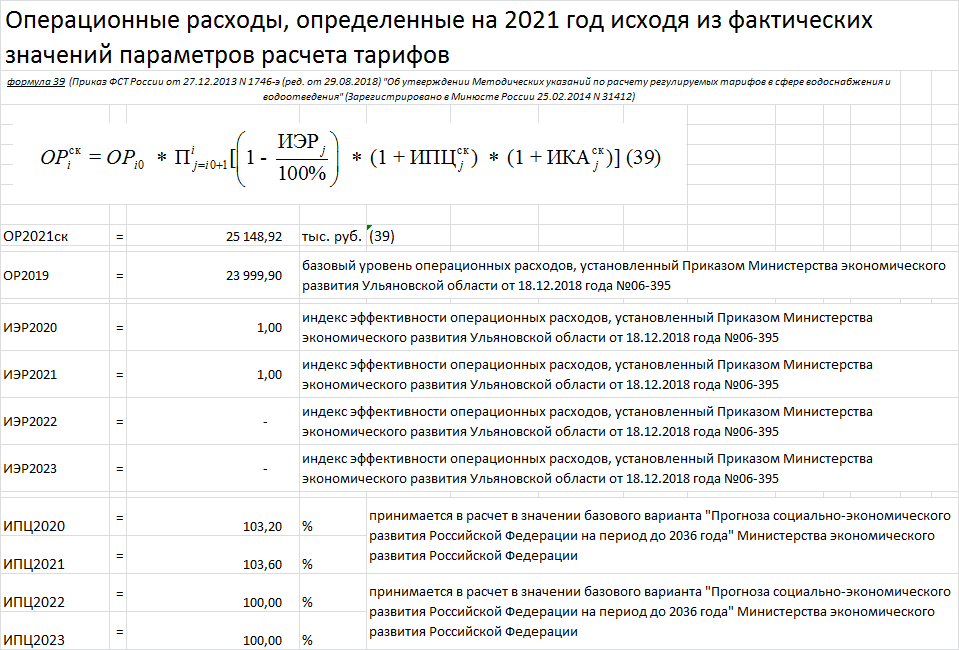 Операционные расходы, определенные на 2021 год исходя из фактических
значений параметров расчета тарифов
формула 39 (Приказ ФСТ России от 27.12.2013 N 1746-э (ред. от 29.08.2018) "Об утверждении Методических указаний по расчету регулируемых тарифов в сфере водоснабжения и
водоотведения" (Зарегистрировано в Минюсте России 25.02.2014 N 31412)
ОР_i^ск = ОР_i0 * П_{j=i0+1}^i [(1 - ИЭР_j / 100%) * (1 + ИПЦ_j^ск) * (1 + ИКА_j^ск)] (39)
ОР2021ск = 25 148,92 тыс. руб. (39)
ОР2019 = 23 999,90 базовый уровень операционных расходов, установленный Приказом Министерства экономического
развития Ульяновской области от 18.12.2018 года №06-395
ИЭР2020 = 1,00 индекс эффективности операционных расходов, установленный Приказом Министерства
экономического развития Ульяновской области от 18.12.2018 года №06-395
ИЭР2021 = 1,00 индекс эффективности операционных расходов, установленный Приказом Министерства
экономического развития Ульяновской области от 18.12.2018 года №06-395
ИЭР2022 = - индекс эффективности операционных расходов, установленный Приказом Министерства
экономического развития Ульяновской области от 18.12.2018 года №06-395
ИЭР2023 = - индекс эффективности операционных расходов, установленный Приказом Министерства
экономического развития Ульяновской области от 18.12.2018 года №06-395
ИПЦ2020 = 103,20 %
ИПЦ2021 = 103,60 %
принимается в расчет в значении базового варианта "Прогноза социально-экономического
развития Российской Федерации на период до 2036 года" Министерства экономического
развития Российской Федерации
ИПЦ2022 = 100,00 %
ИПЦ2023 = 100,00 %
принимается в расчет в значении базового варианта "Прогноза социально-экономического
развития Российской Федерации на период до 2036 года" Министерства экономического
развития Российской Федерации